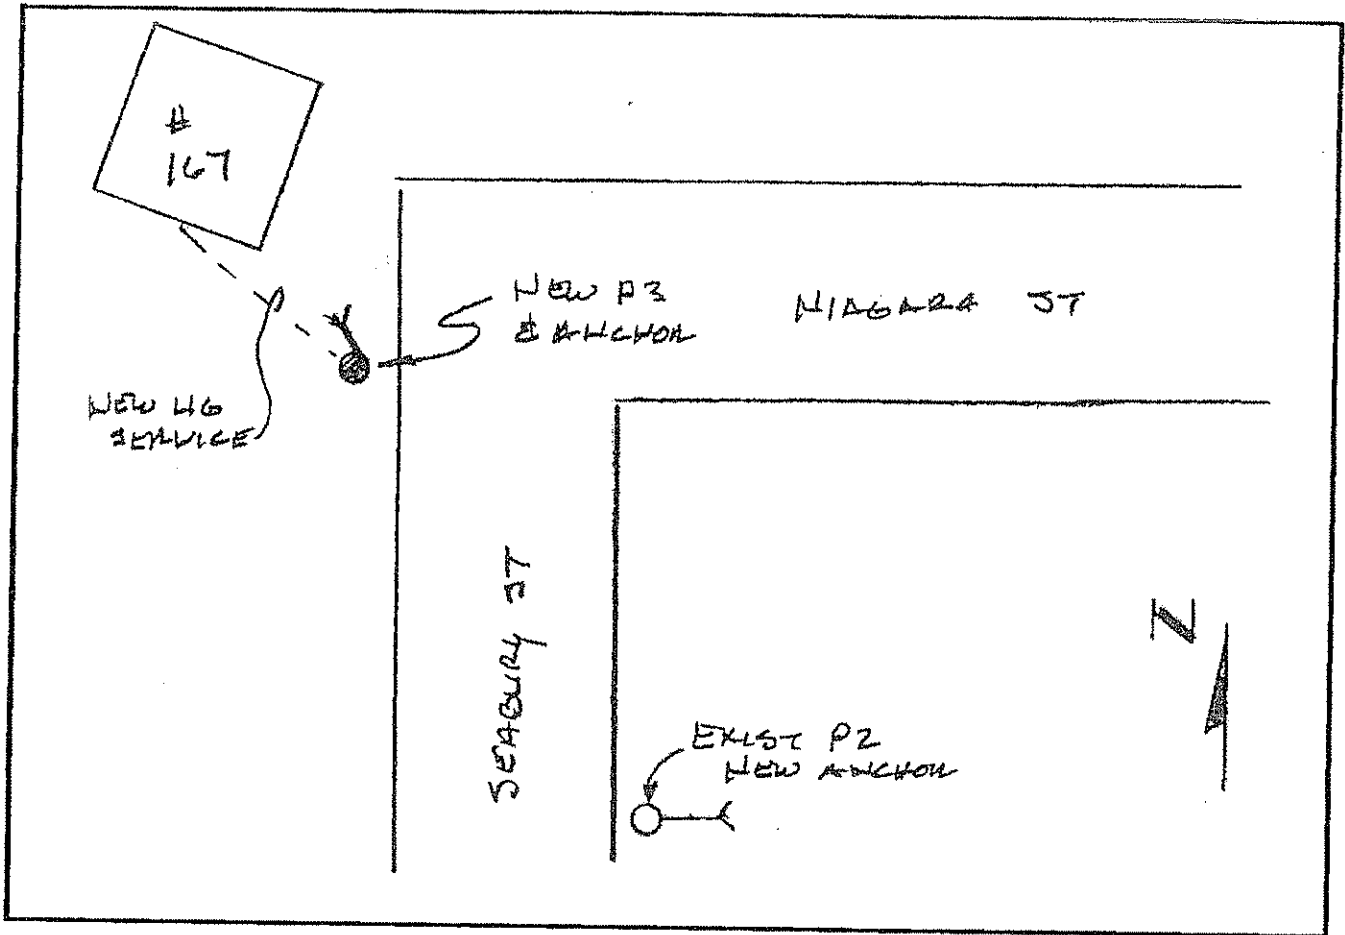 #
167
NEW P3
& ANCHOR
NIAGARA ST
NEW UG
SERVICE
SEABURY ST
N
EXIST P2
NEW ANCHOR